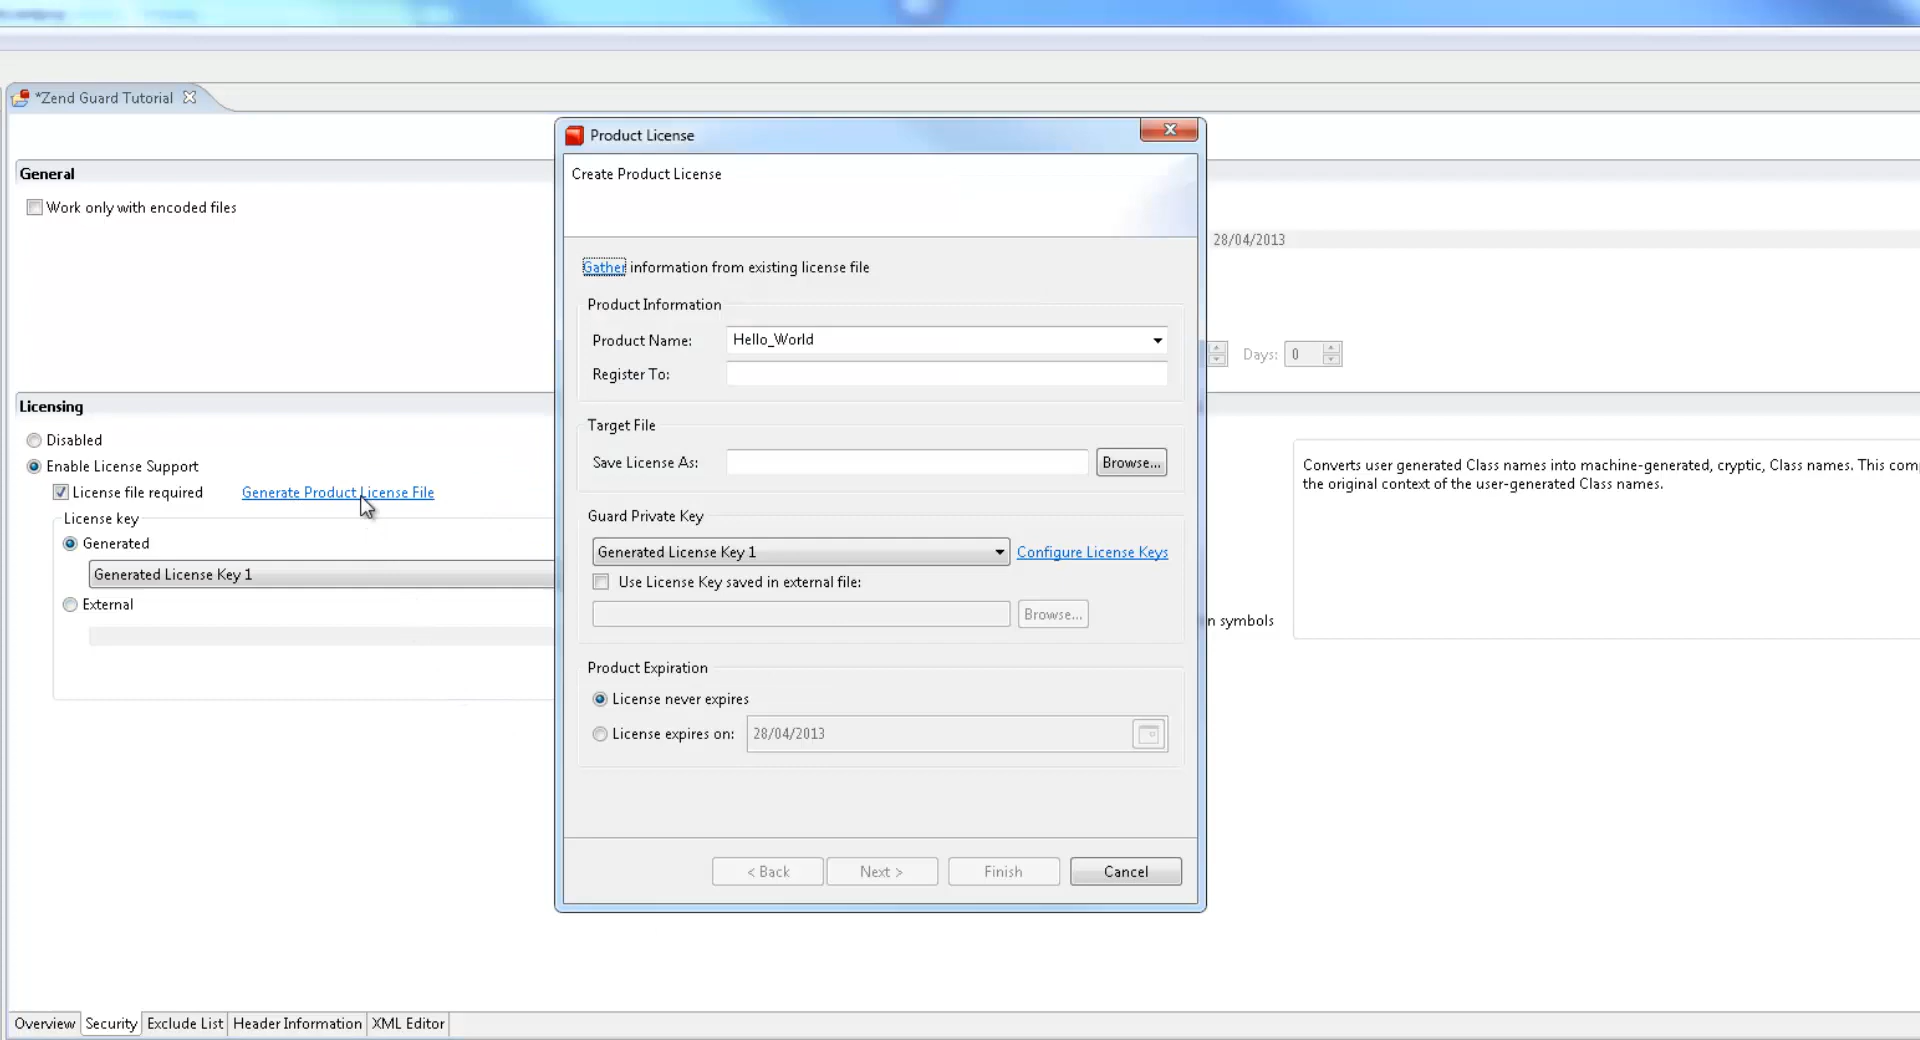 *Zend Guard Tutorial
Product License
Create Product License
General
Work only with encoded files
28/04/2013
Gather information from existing license file
Product Information
Product Name: Hello_World
Days: 0
Register To:
Licensing
Target File
Disabled
Save License As: Browse...
Enable License Support
Converts user generated Class names into machine-generated, cryptic, Class names. This com
the original context of the user-generated Class names.
License file required Generate Product License File
License key
Guard Private Key
Generated
Generated License Key 1 Configure License Keys
Generated License Key 1
Use License Key saved in external file:
External
Browse...
n symbols
Product Expiration
License never expires
License expires on: 28/04/2013
< Back Next > Finish Cancel
Overview Security Exclude List Header Information XML Editor